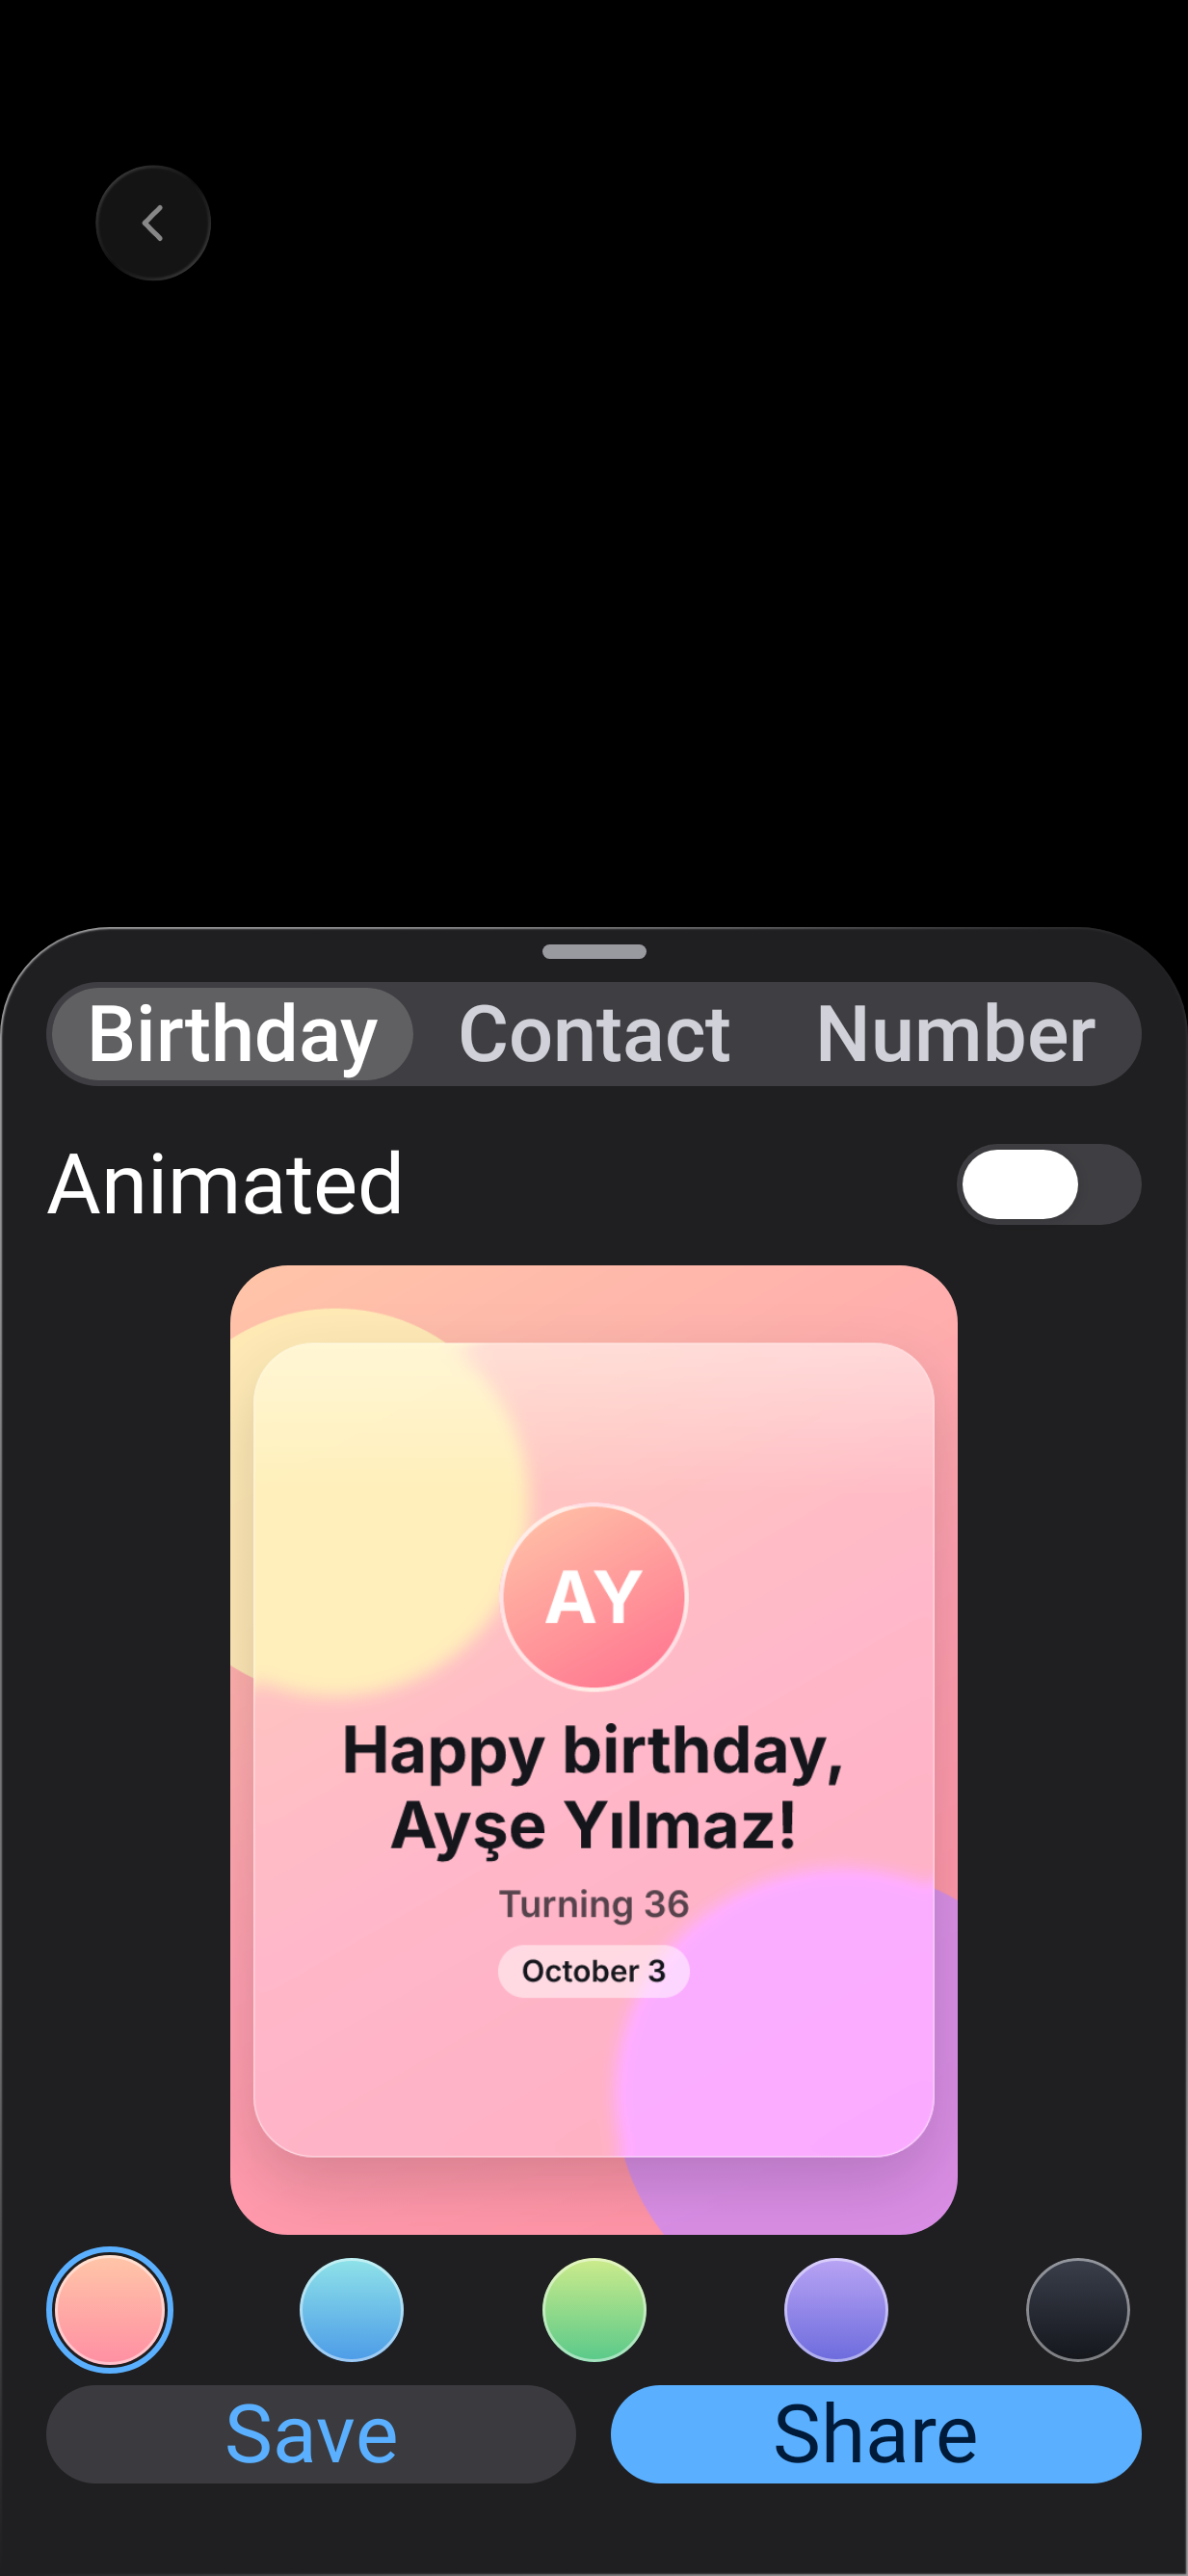 Birthday Contact Number
Animated
AY
Happy birthday,
Ayşe Yılmaz!
Turning 36
October 3
Save Share